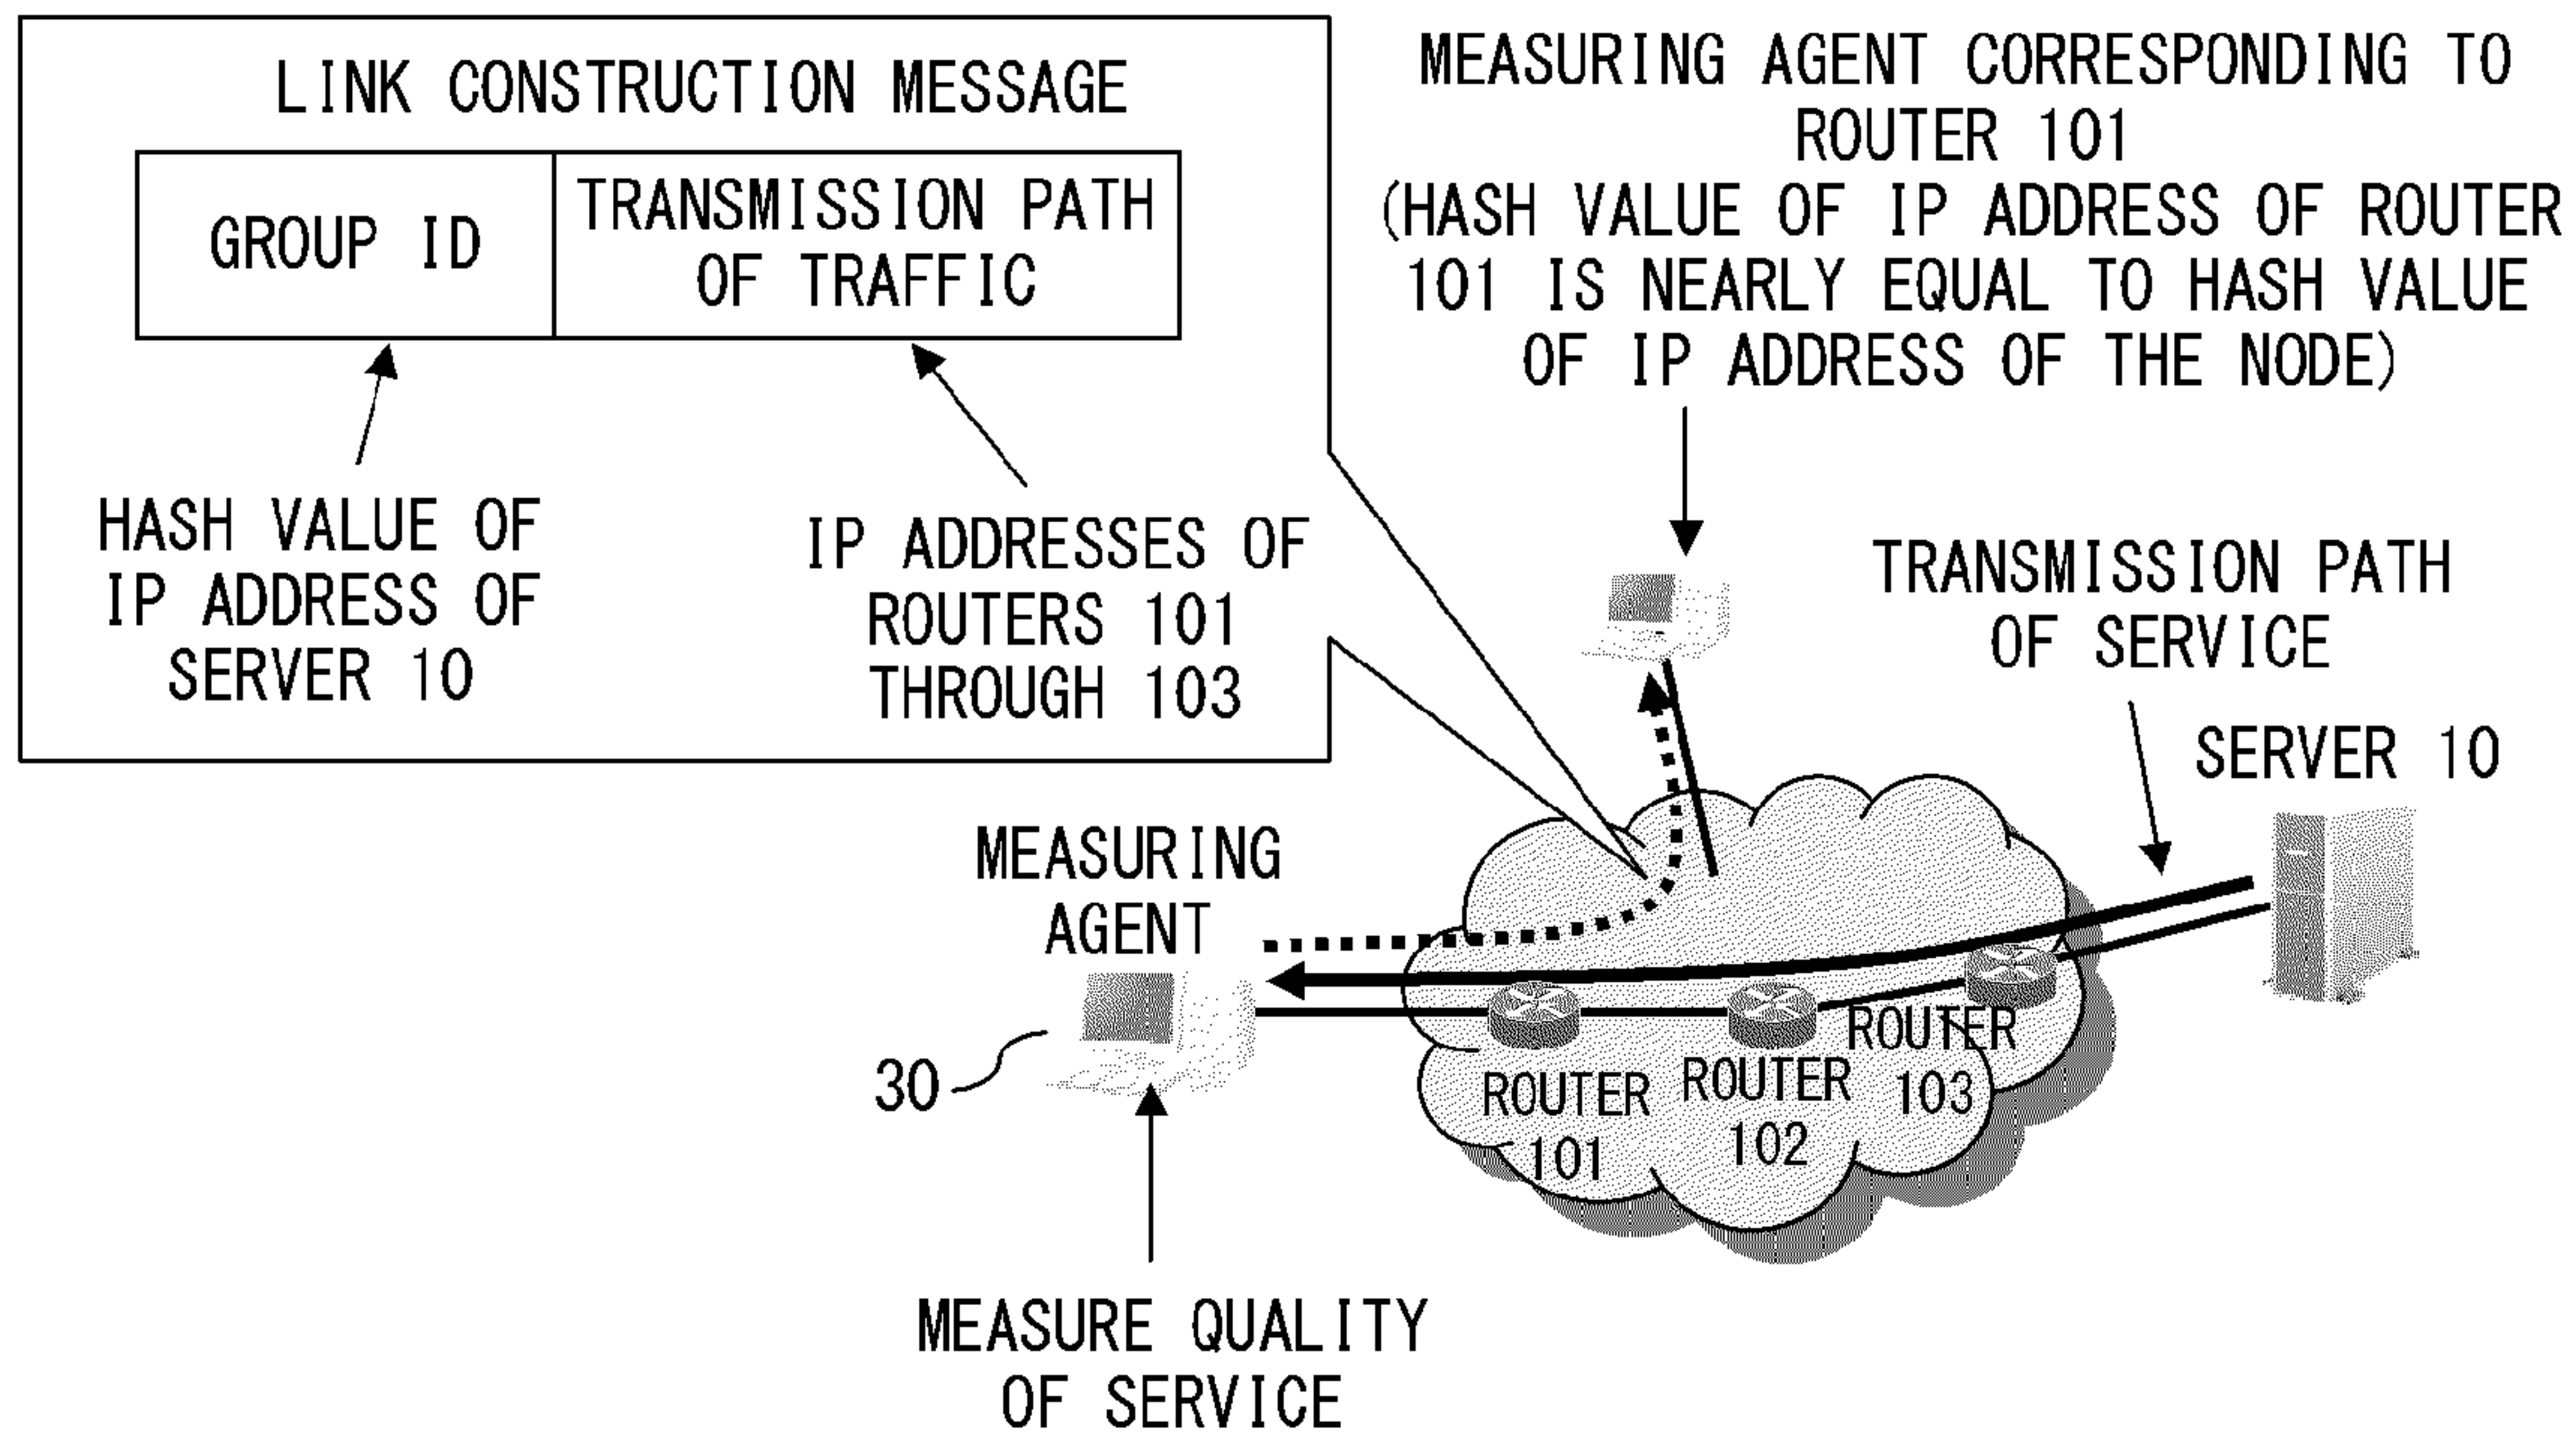 LINK CONSTRUCTION MESSAGE
GROUP ID
TRANSMISSION PATH
OF TRAFFIC
HASH VALUE OF
IP ADDRESS OF
SERVER 10
IP ADDRESSES OF
ROUTERS 101
THROUGH 103
MEASURING AGENT CORRESPONDING TO
ROUTER 101
(HASH VALUE OF IP ADDRESS OF ROUTER
101 IS NEARLY EQUAL TO HASH VALUE
OF IP ADDRESS OF THE NODE)
TRANSMISSION PATH
OF SERVICE
SERVER 10
MEASURING
AGENT
30
ROUTER
101
ROUTER
102
ROUTER
103
MEASURE QUALITY
OF SERVICE